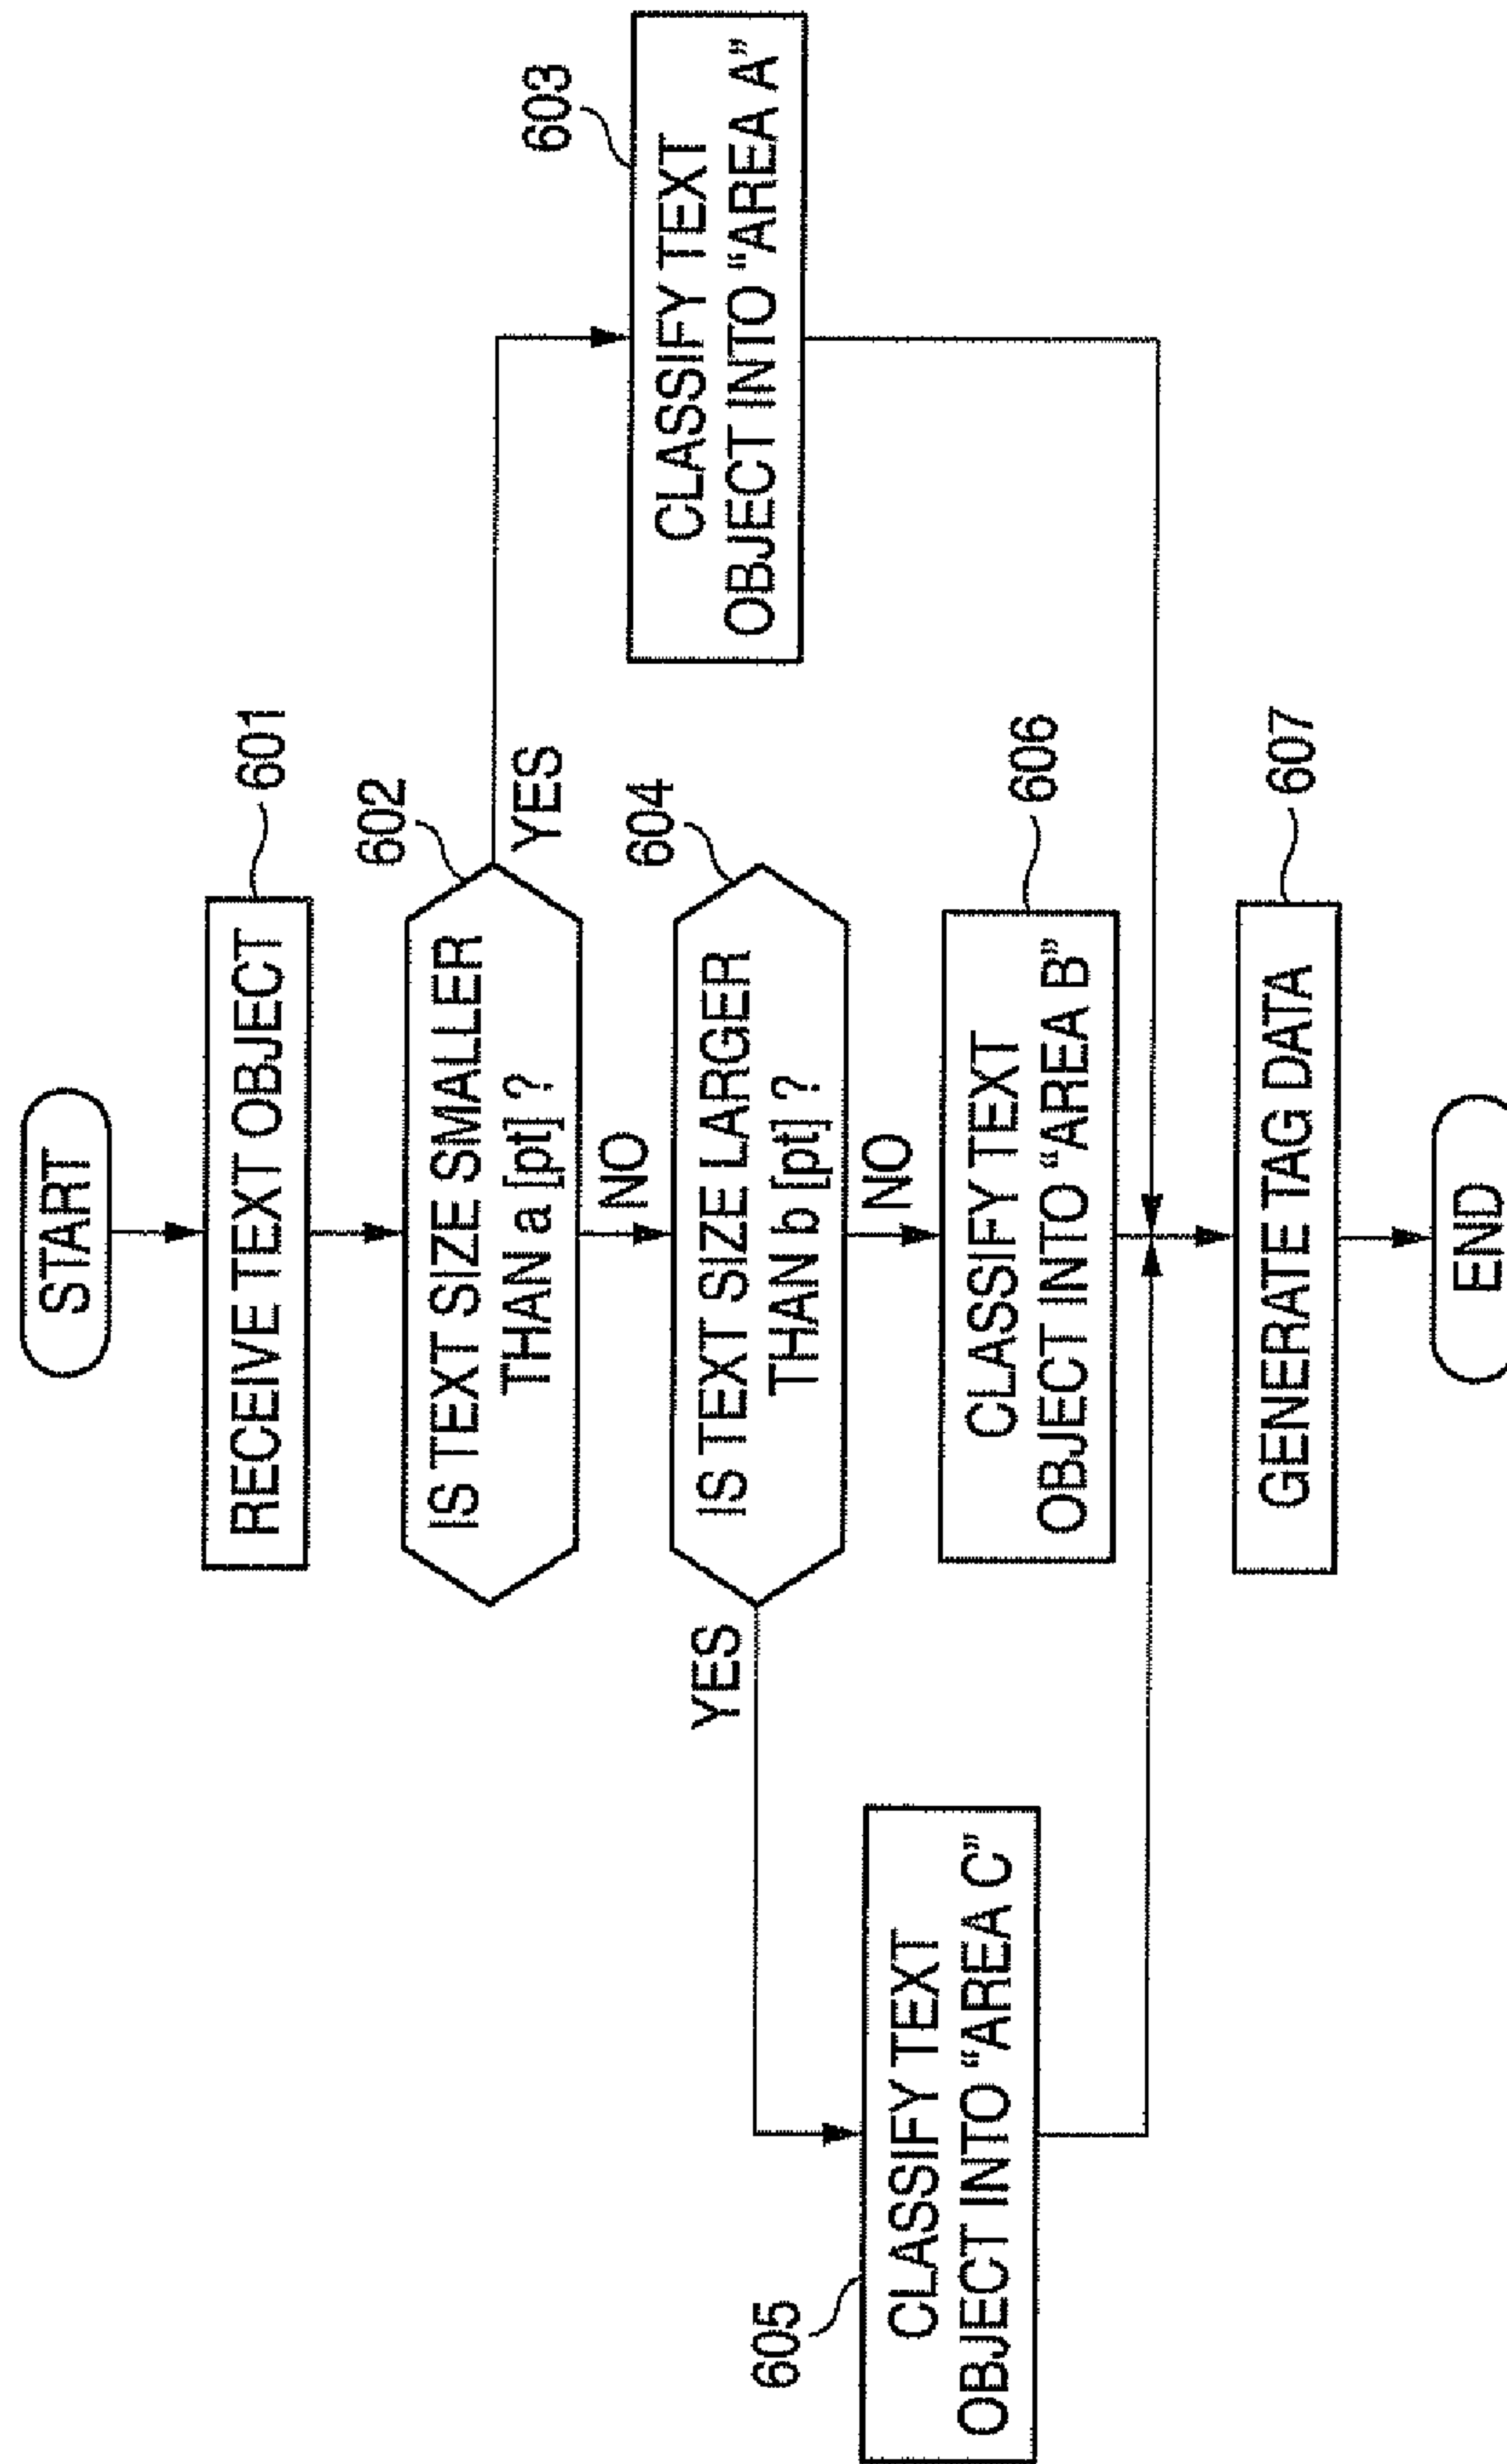 START
601
RECEIVE TEXT OBJECT
602
IS TEXT SIZE SMALLER
THAN a [pt] ?
YES
NO
603
CLASSIFY TEXT
OBJECT INTO “AREA A”
604
IS TEXT SIZE LARGER
THAN b [pt] ?
YES
NO
605
CLASSIFY TEXT
OBJECT INTO “AREA C”
606
CLASSIFY TEXT
OBJECT INTO “AREA B”
607
GENERATE TAG DATA
END